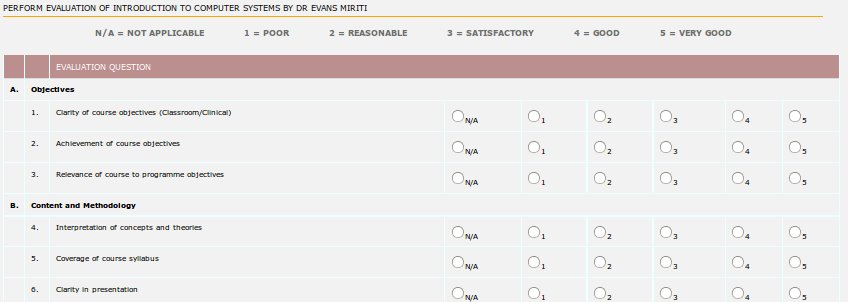 PERFORM EVALUATION OF INTRODUCTION TO COMPUTER SYSTEMS BY DR EVANS MIRITI
N/A = NOT APPLICABLE 1 = POOR 2 = REASONABLE 3 = SATISFACTORY 4 = GOOD 5 = VERY GOOD
EVALUATION QUESTION
A. Objectives
1. Clarity of course objectives (Classroom/Clinical) N/A 1 2 3 4 5
2. Achievement of course objectives N/A 1 2 3 4 5
3. Relevance of course to programme objectives N/A 1 2 3 4 5
B. Content and Methodology
4. Interpretation of concepts and theories N/A 1 2 3 4 5
5. Coverage of course syllabus N/A 1 2 3 4 5
6. Clarity in presentation N/A 1 2 3 4 5